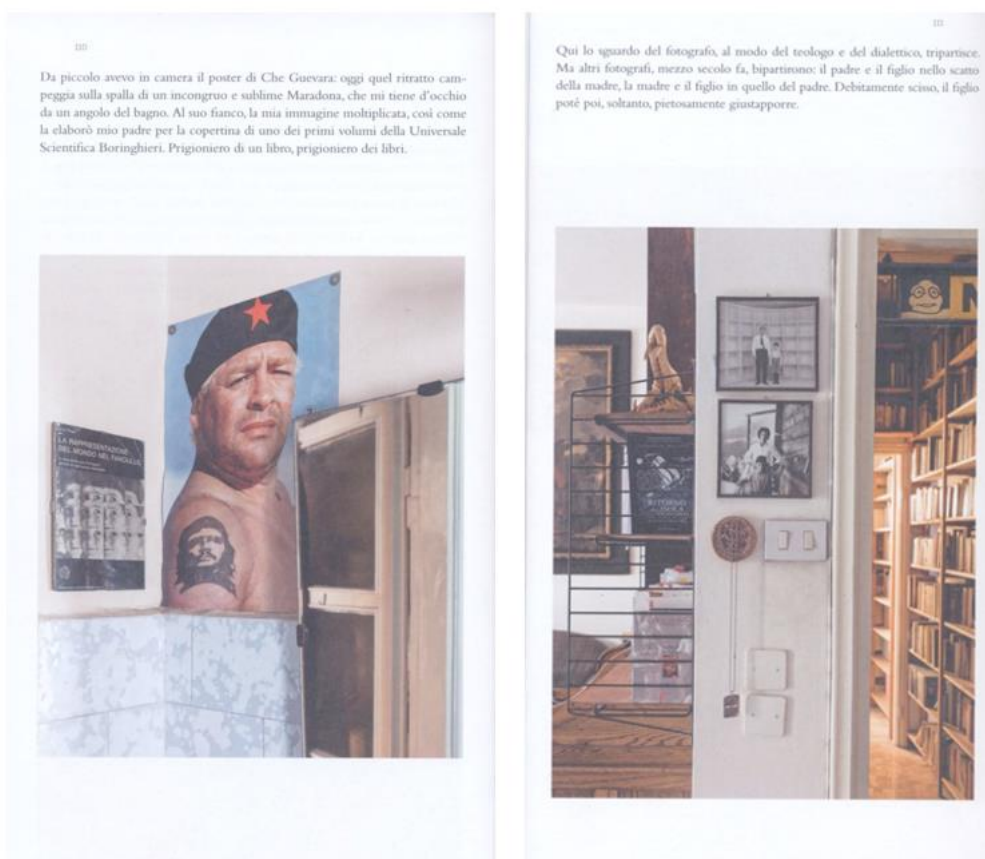 110
Da piccolo avevo in camera il poster di Che Guevara: oggi quel ritratto cam-
peggia sulla spalla di un incongruo e sublime Maradona, che mi tiene d'occhio
da un angolo del bagno. Al suo fianco, la mia immagine moltiplicata, così come
la elaborò mio padre per la copertina di uno dei primi volumi della Universale
Scientifica Boringhieri. Prigioniero di un libro, prigioniero dei libri.
LA RAPPRESENTAZIONE
DEL MONDO NEL FANCIULLO
111
Qui lo sguardo del fotografo, al modo del teologo e del dialettico, tripartisce.
Ma altri fotografi, mezzo secolo fa, bipartirono: il padre e il figlio nello scatto
della madre, la madre e il figlio in quello del padre. Debitamente scisso, il figlio
poté poi, soltanto, pietosamente giustapporre.
RITORNO